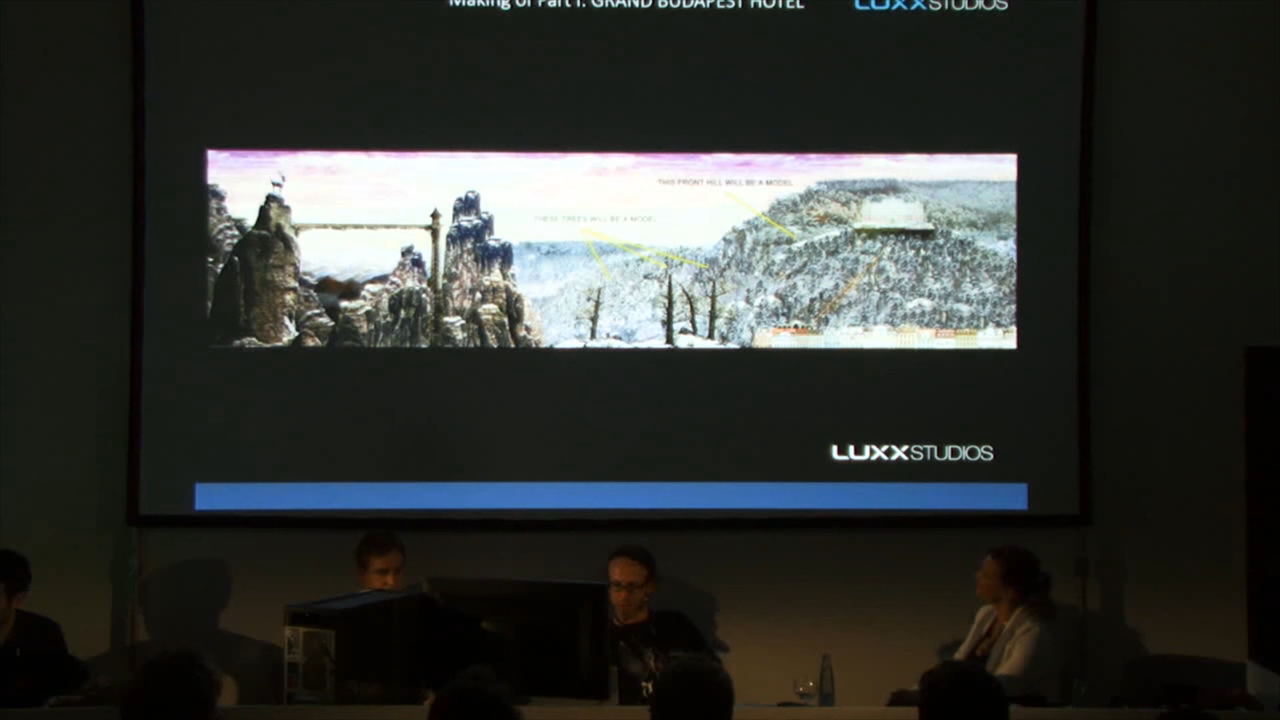 Making of Part I: GRAND BUDAPEST HOTEL
LUXXSTUDIOS
THIS FRONT HILL WILL BE A MODEL
THESE TREES WILL BE A MODEL
LUXXSTUDIOS